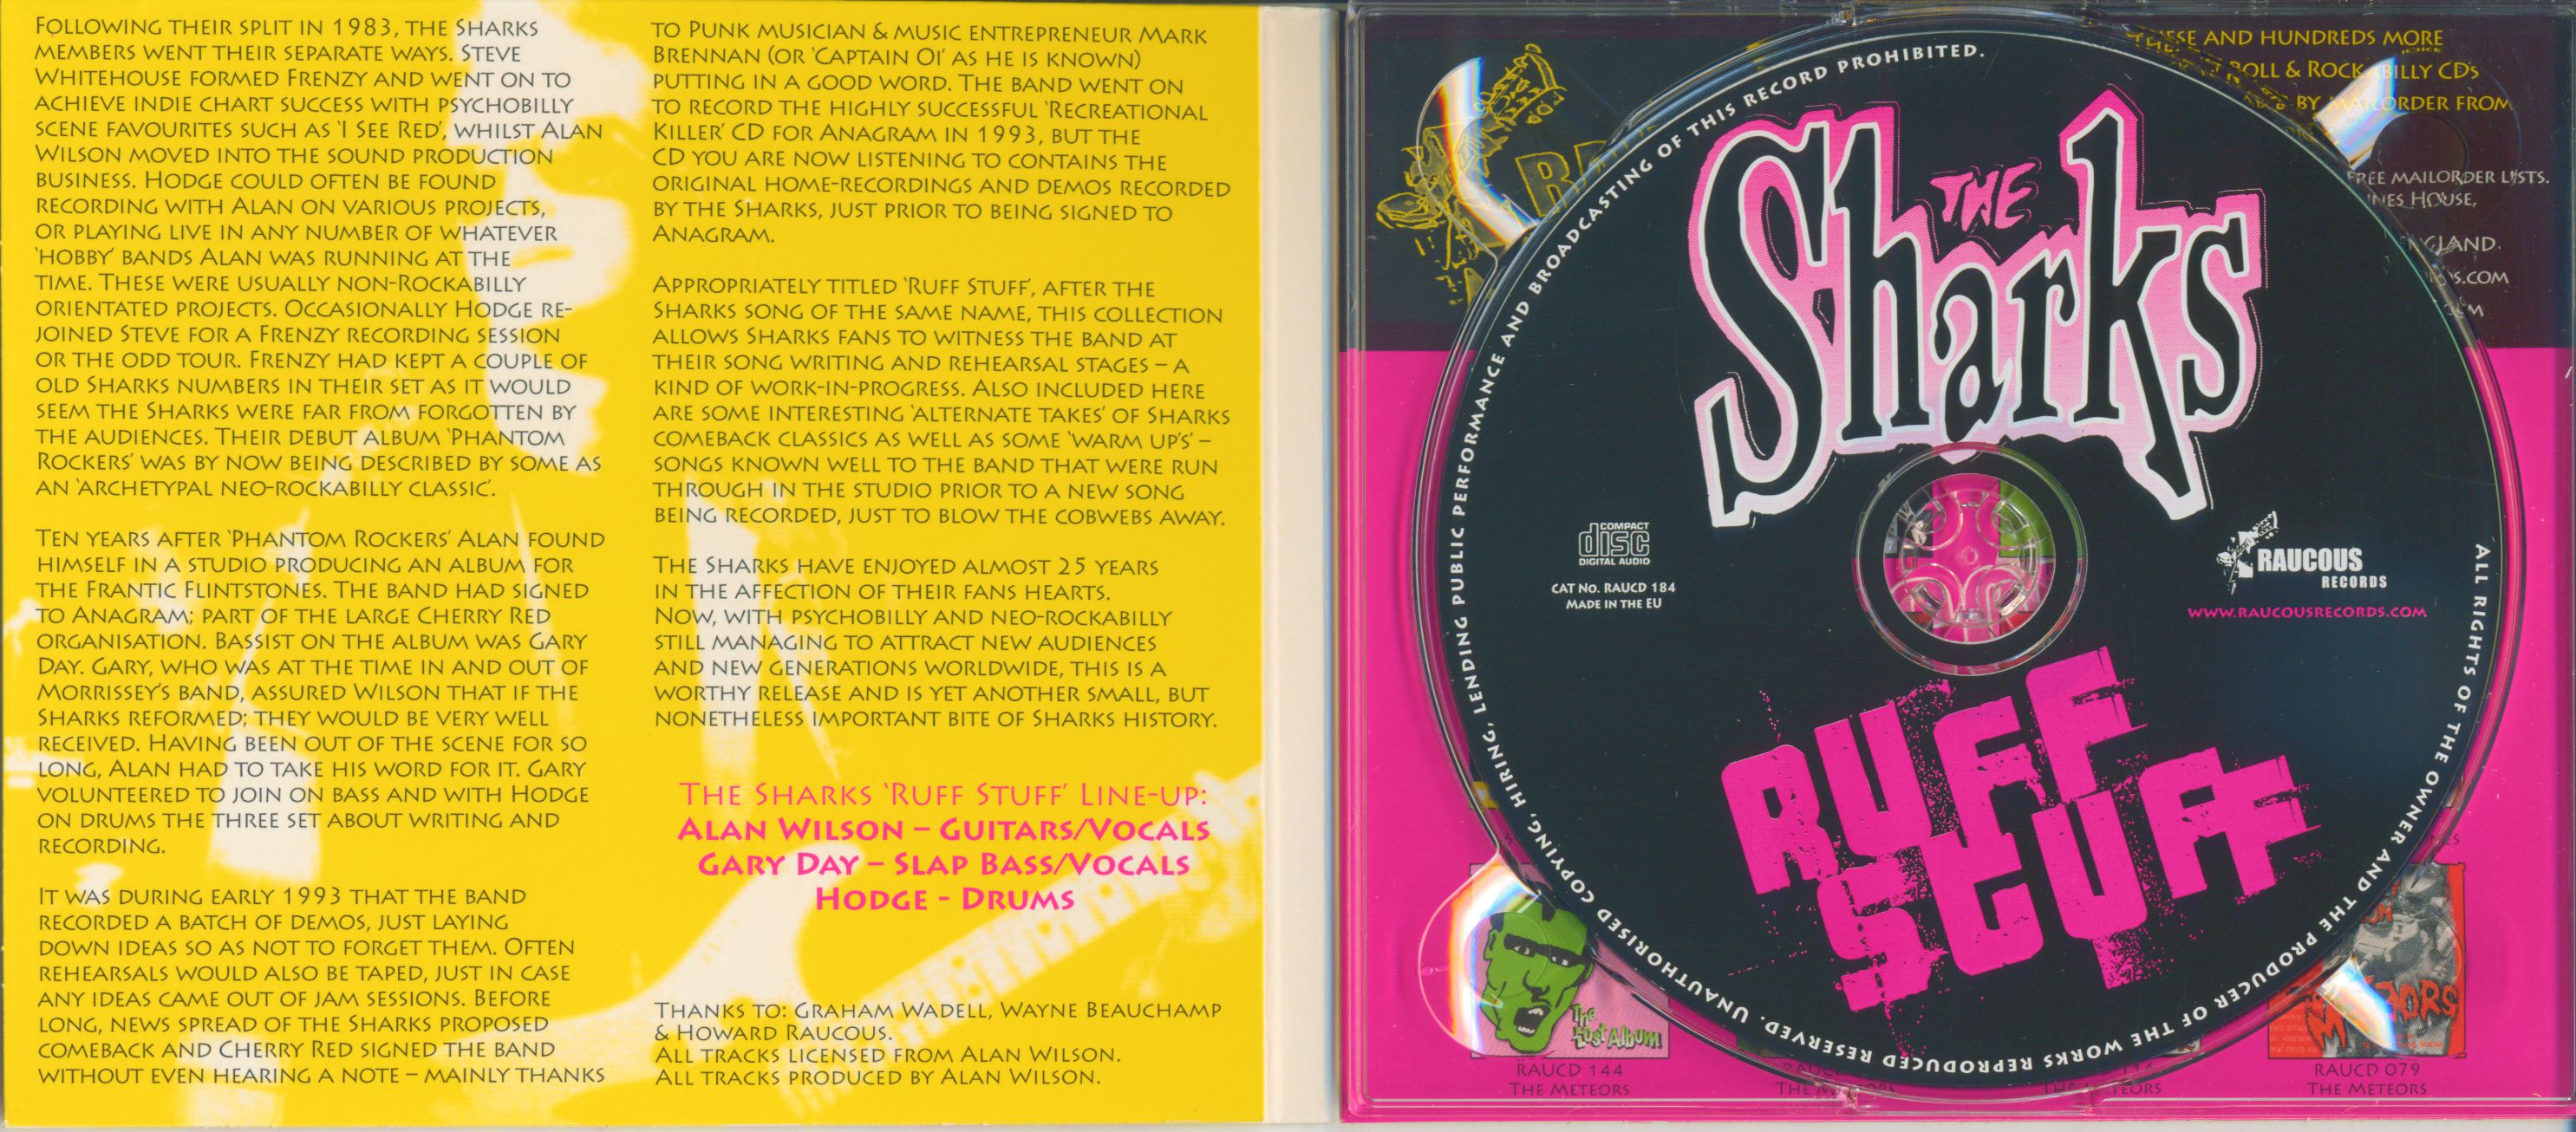 Following their split in 1983, the Sharks
members went their separate ways. Steve
Whitehouse formed Frenzy and went on to
achieve indie chart success with psychobilly
scene favourites such as ‘I See Red’, whilst Alan
Wilson moved into the sound production
business. Hodge could often be found
recording with Alan on various projects,
or playing live in any number of whatever
‘hobby’ bands Alan was running at the
time. These were usually non-Rockabilly
orientated projects. Occasionally Hodge re-
joined Steve for a Frenzy recording session
or the odd tour. Frenzy had kept a couple of
old Sharks numbers in their set as it would
seem the Sharks were far from forgotten by
the audiences. Their debut album ‘Phantom
Rockers’ was by now being described by some as
an ‘archetypal neo-rockabilly classic’.
Ten years after ‘Phantom Rockers’ Alan found
himself in a studio producing an album for
the Frantic Flintstones. The band had signed
to Anagram; part of the large Cherry Red
organisation. Bassist on the album was Gary
Day. Gary, who was at the time in and out of
Morrissey’s band, assured Wilson that if the
Sharks reformed; they would be very well
received. Having been out of the scene for so
long, Alan had to take his word for it. Gary
volunteered to join on bass and with Hodge
on drums the three set about writing and
recording.
It was during early 1993 that the band
recorded a batch of demos, just laying
down ideas so as not to forget them. Often
rehearsals would also be taped, just in case
any ideas came out of jam sessions. Before
long, news spread of the Sharks proposed
comeback and Cherry Red signed the band
without even hearing a note – mainly thanks
to Punk musician & music entrepreneur Mark
Brennan (or ‘Captain Oi’ as he is known)
putting in a good word. The band went on
to record the highly successful ‘Recreational
Killer’ CD for Anagram in 1993, but the
CD you are now listening to contains the
original home-recordings and demos recorded
by the Sharks, just prior to being signed to
Anagram.
Appropriately titled ‘Ruff Stuff’, after the
Sharks song of the same name, this collection
allows Sharks fans to witness the band at
their song writing and rehearsal stages – a
kind of work-in-progress. Also included here
are some interesting ‘alternate takes’ of Sharks
comeback classics as well as some ‘warm up’s’ –
songs known well to the band that were run
through in the studio prior to a new song
being recorded, just to blow the cobwebs away.
The Sharks have enjoyed almost 25 years
in the affection of their fans hearts.
Now, with psychobilly and neo-rockabilly
still managing to attract new audiences
and new generations worldwide, this is a
worthy release and is yet another small, but
nonetheless important bite of Sharks history.
The Sharks ‘Ruff Stuff’ Line-up:
Alan Wilson – Guitars/Vocals
Gary Day – Slap Bass/Vocals
Hodge - Drums
Thanks to: Graham Wadell, Wayne Beauchamp
& Howard Raucous.
All tracks licensed from Alan Wilson.
All tracks produced by Alan Wilson.
THESE AND HUNDREDS MORE
ROLL & ROCKABILLY CDs
BY MAILORDER FROM
FREE MAILORDER LISTS.
HOUSE,
ENGLAND.
THE
Sharks
COMPACT
disc
DIGITAL AUDIO
CAT No. RAUCD 184
MADE IN THE EU
RAUCOUS
RECORDS
WWW.RAUCOUSRECORDS.COM
RUFF
STUFF
ALL RIGHTS OF THE OWNER AND THE PRODUCER OF THE WORKS REPRODUCED RESERVED. UNAUTHORISED COPYING, HIRING, LENDING PUBLIC PERFORMANCE AND BROADCASTING OF THIS RECORD PROHIBITED.
The
Lost Album
RAUCD 144
THE METEORS
RAUCD 079
THE METEORS